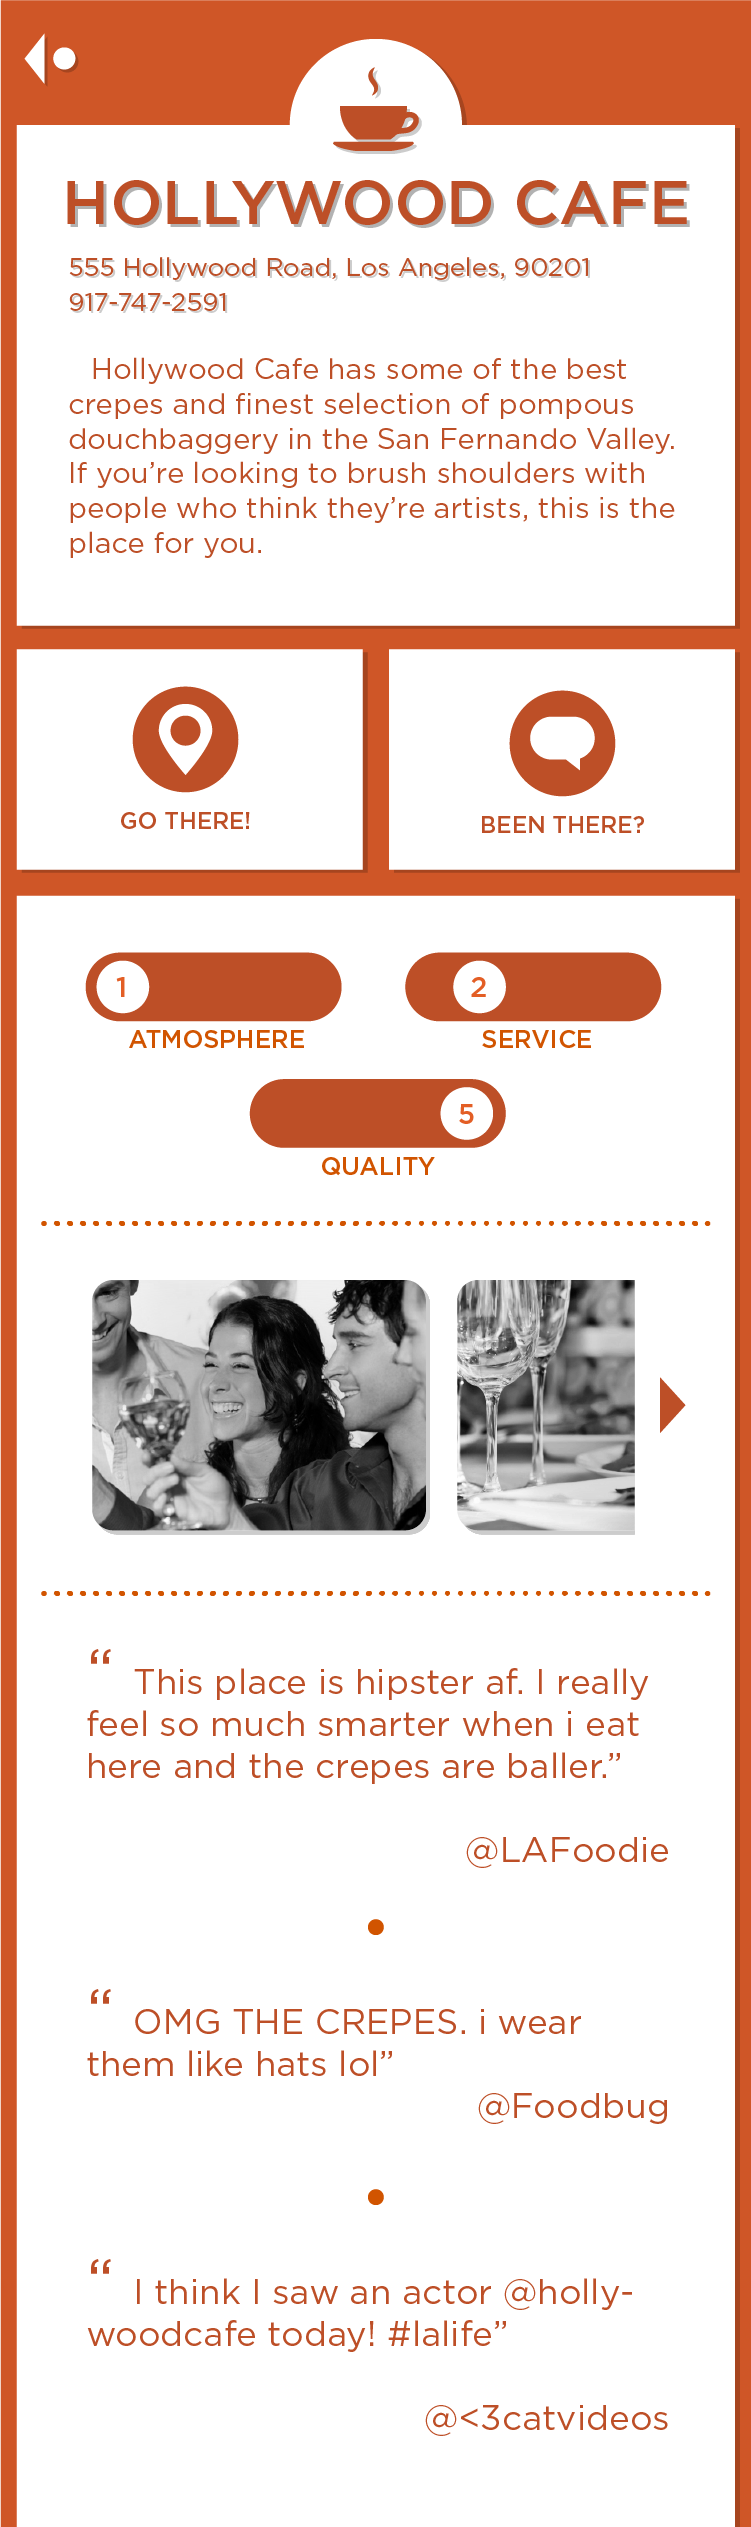 HOLLYWOOD CAFE
555 Hollywood Road, Los Angeles, 90201
917-747-2591
Hollywood Cafe has some of the best
crepes and finest selection of pompous
douchbaggery in the San Fernando Valley.
If you’re looking to brush shoulders with
people who think they’re artists, this is the
place for you.
GO THERE!
BEEN THERE?
1
2
ATMOSPHERE
SERVICE
5
QUALITY
“ This place is hipster af. I really
feel so much smarter when i eat
here and the crepes are baller.”
@LAFoodie
“ OMG THE CREPES. i wear
them like hats lol”
@Foodbug
“ I think I saw an actor @holly-
woodcafe today! #lalife”
@<3catvideos